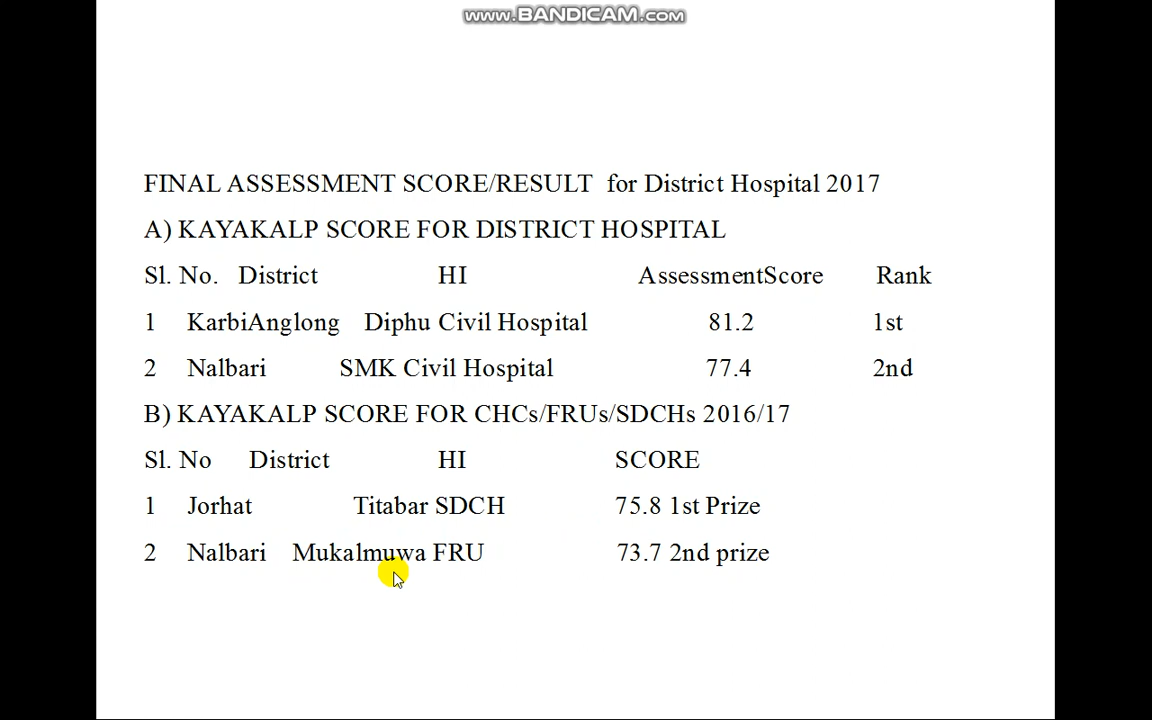 www.BANDICAM.com
FINAL ASSESSMENT SCORE/RESULT for District Hospital 2017
A) KAYAKALP SCORE FOR DISTRICT HOSPITAL
Sl. No. District HI AssessmentScore Rank
1 KarbiAnglong Diphu Civil Hospital 81.2 1st
2 Nalbari SMK Civil Hospital 77.4 2nd
B) KAYAKALP SCORE FOR CHCs/FRUs/SDCHs 2016/17
Sl. No District HI SCORE
1 Jorhat Titabar SDCH 75.8 1st Prize
2 Nalbari Mukalmuwa FRU 73.7 2nd prize